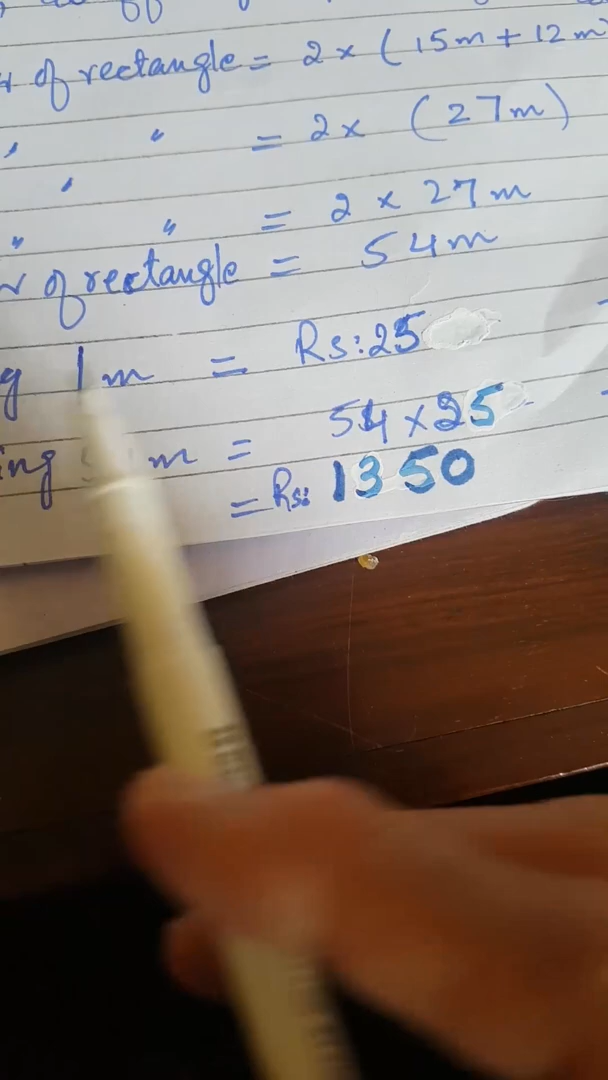 of rectangle = 2 x (15m + 12m
" " = 2 x (27m)
" " = 2 x 27m
of rectangle = 54m
g 1m = Rs:25
ing m = 54 x 25
= Rs: 1350